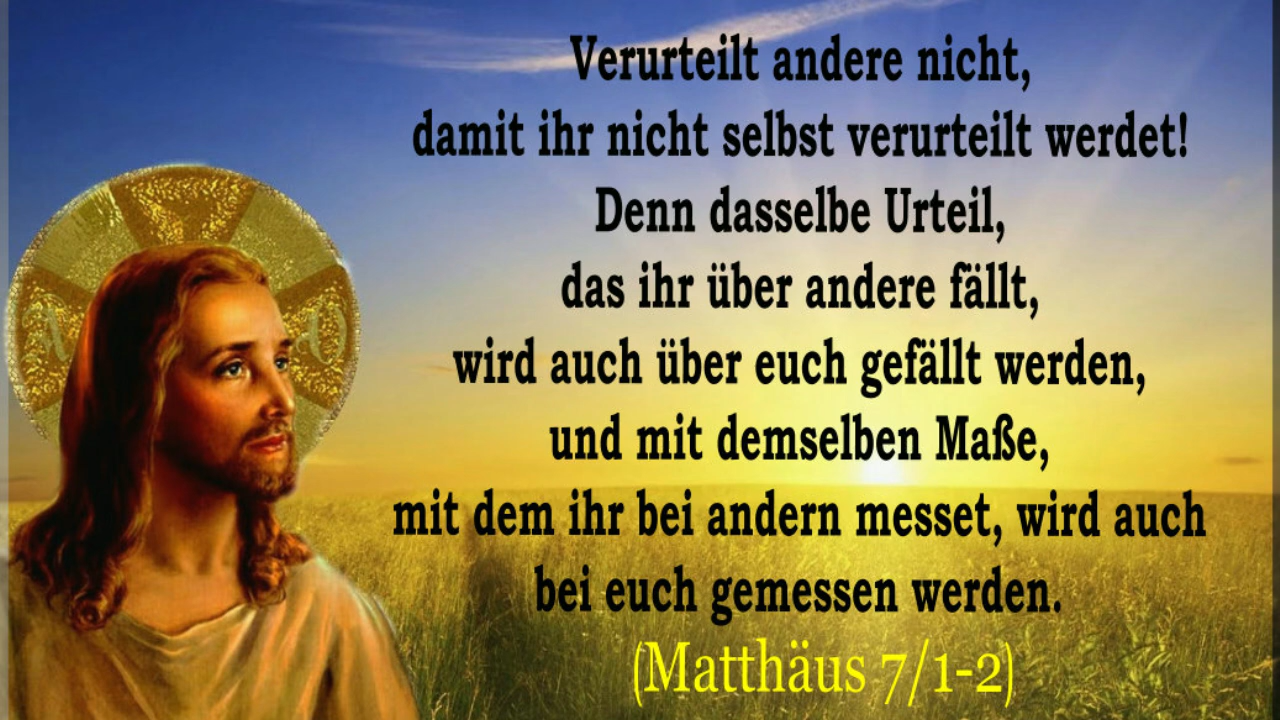 Verurteilt andere nicht,
damit ihr nicht selbst verurteilt werdet!
Denn dasselbe Urteil,
das ihr über andere fällt,
wird auch über euch gefällt werden,
und mit demselben Maße,
mit dem ihr bei andern messet, wird auch
bei euch gemessen werden.
(Matthäus 7/1-2)